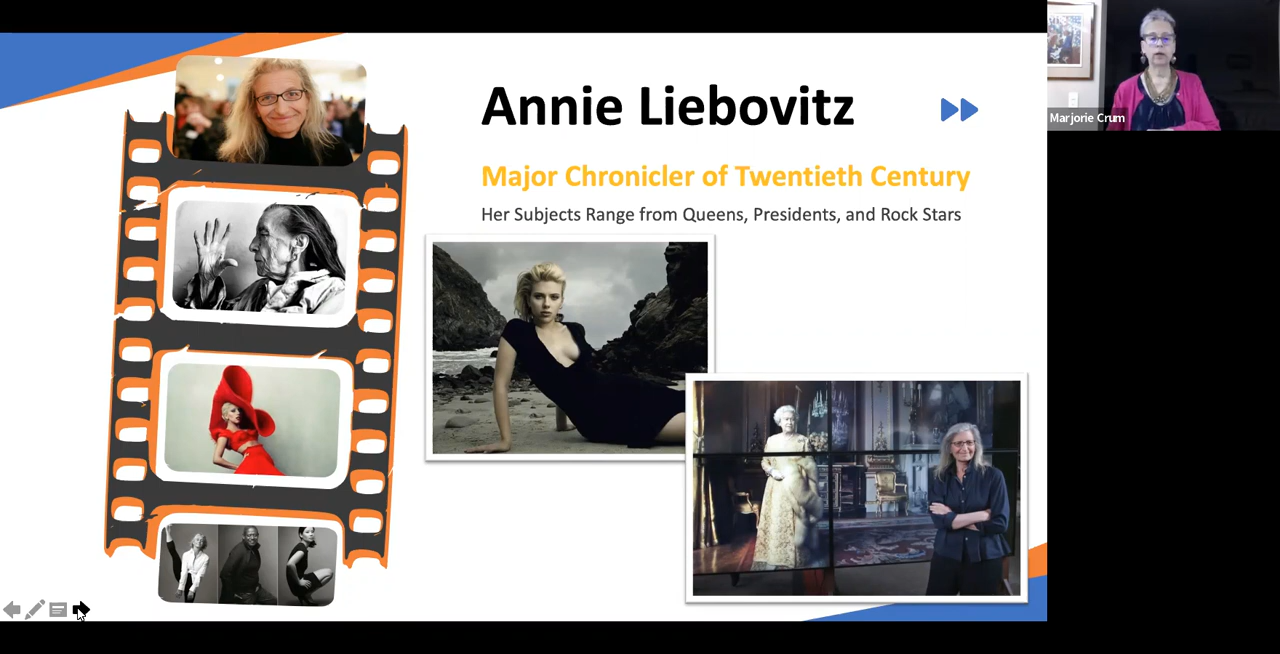 Annie Liebovitz
Major Chronicler of Twentieth Century
Her Subjects Range from Queens, Presidents, and Rock Stars
Marjorie Crum